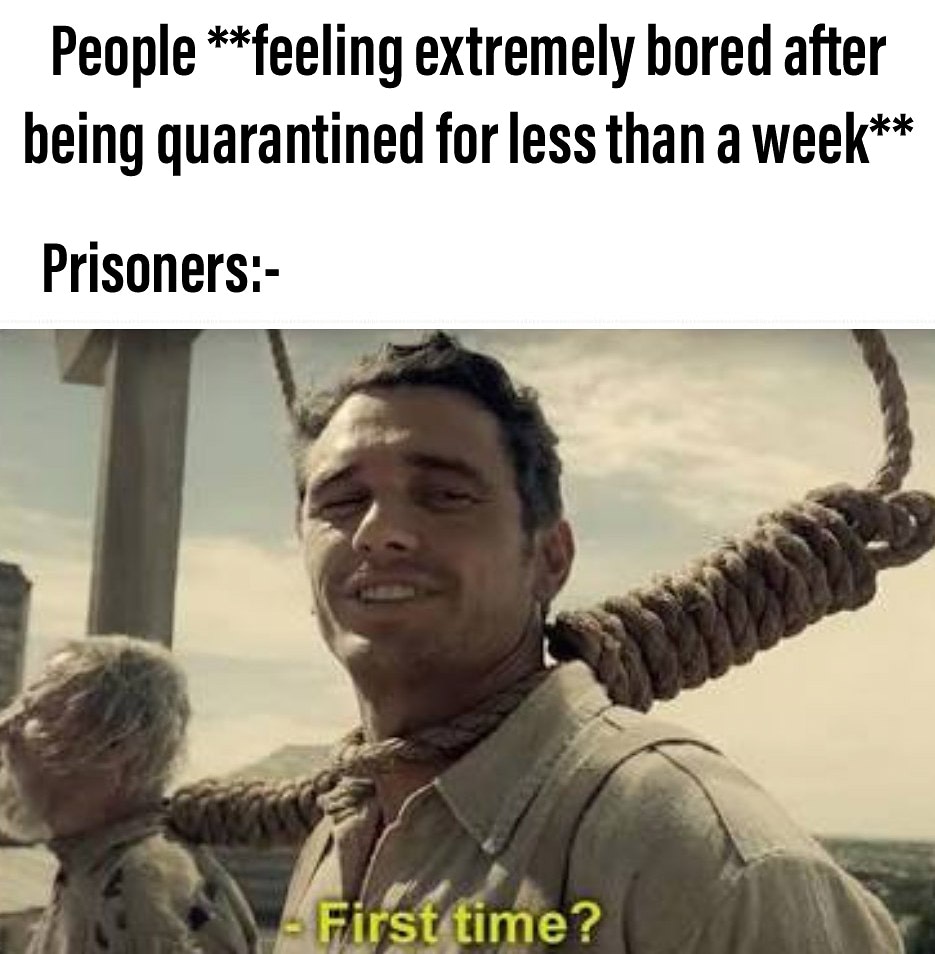 People **feeling extremely bored after
being quarantined for less than a week**
Prisoners:-
- First time?